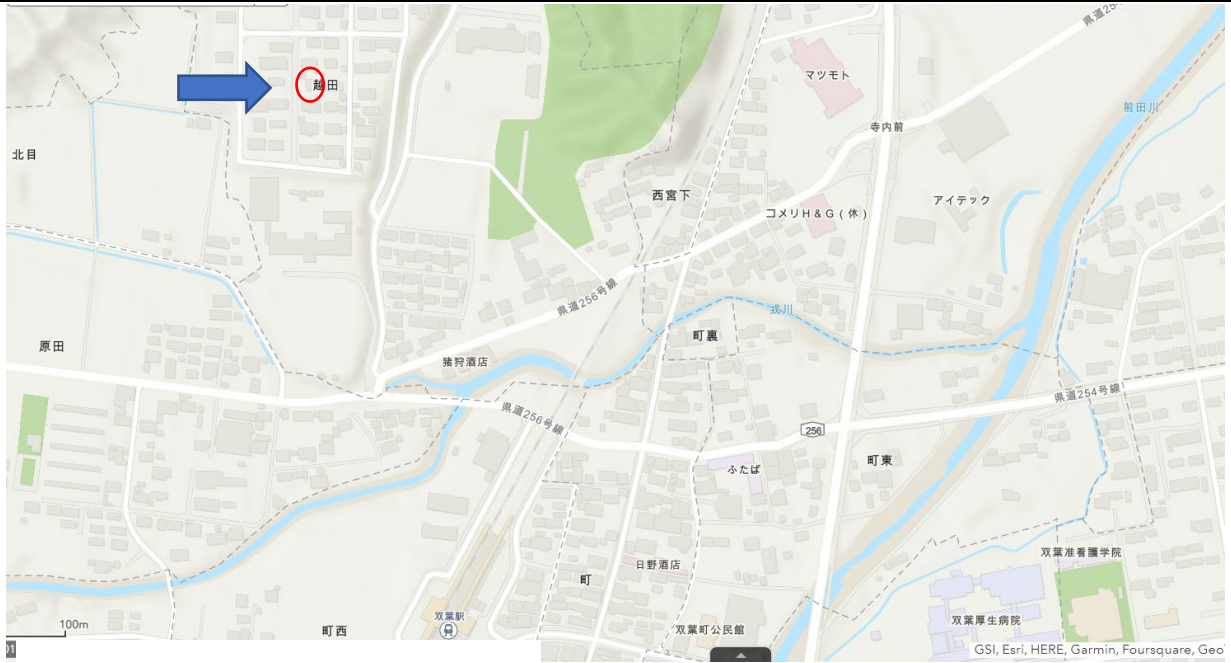 県道25
マツモト
越田
前田川
寺内前
北目
西宮下
アイテック
コメリH&G(休)
県道256号線
戎川
町裏
原田
猪狩酒店
県道254号線
県道256号線
256
町東
ふたば
双葉准看護学院
日野酒店
町
双葉駅
双葉厚生病院
100m
町西
双葉町公民館
GSI, Esri, HERE, Garmin, Foursquare, Geo